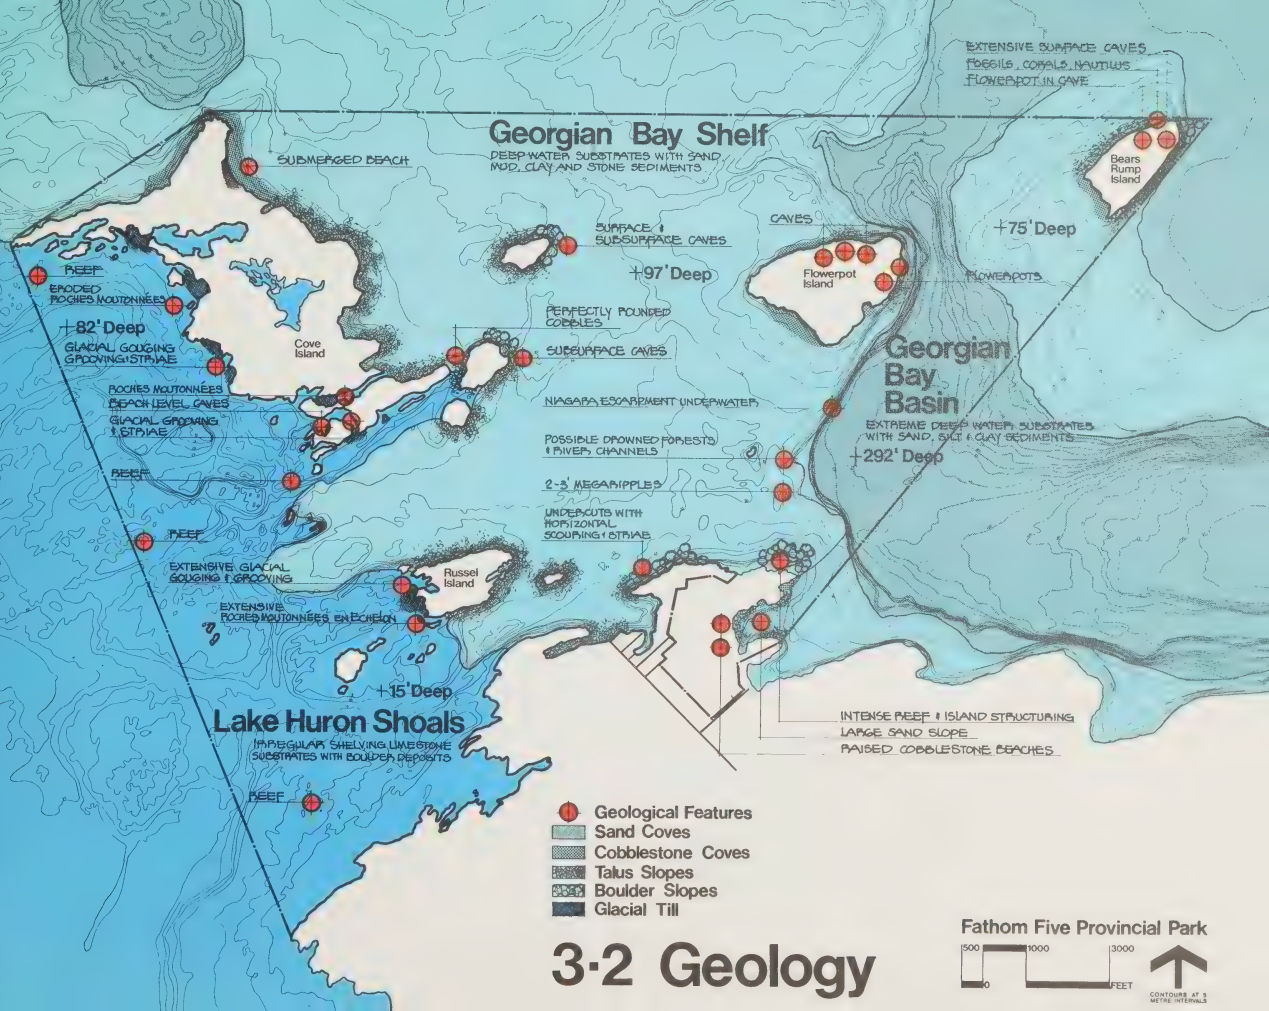 EXTENSIVE SURFACE CAVES
FOSSILS, CORALS, NAUTILUS
FLOWERPOT IN CAVE
Georgian Bay Shelf
DEEP WATER SUBSTRATES WITH SAND
MUD, CLAY AND STONE SEDIMENTS
SUBMERGED BEACH
Bears
Rump
Island
+75' Deep
CAVES
SURFACE &
SUBSURFACE CAVES
+97' Deep
Flowerpot
Island
FLOWERPOTS
REEF
ERODED
ROCHES MOUTONNÉES
+82' Deep
GLACIAL GOUGING
GROOVING & STRIAE
Cove
Island
PERFECTLY ROUNDED
COBBLES
SUBSURFACE CAVES
Georgian
Bay
Basin
EXTREME DEEP WATER SUBSTRATES
WITH SAND, SILT & CLAY SEDIMENTS
+292' Deep
ROCHES MOUTONNÉES
BEACH LEVEL CAVES
GLACIAL GROOVING
& STRIAE
NIAGARA ESCARPMENT UNDERWATER
POSSIBLE DROWNED FORESTS
& RIVER CHANNELS
REEF
2-3' MEGARIPPLES
UNDERCUTS WITH
HORIZONTAL
SCOURING & STRIAE
REEF
EXTENSIVE GLACIAL
GOUGING & GROOVING
Russel
Island
EXTENSIVE
ROCHES MOUTONNÉES EN ECHELON
+15' Deep
Lake Huron Shoals
IRREGULAR SHELVING LIMESTONE
SUBSTRATES WITH BOULDER DEPOSITS
REEF
INTENSE REEF & ISLAND STRUCTURING
LARGE SAND SLOPE
RAISED COBBLESTONE BEACHES
Geological Features
Sand Coves
Cobblestone Coves
Talus Slopes
Boulder Slopes
Glacial Till
3·2 Geology
Fathom Five Provincial Park
500 1000 3000
0 FEET
CONTOURS AT 3
METRE INTERVALS